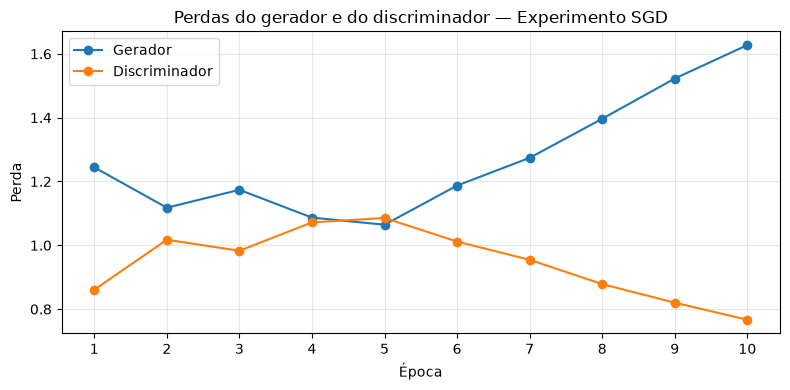 Perdas do gerador e do discriminador — Experimento SGD
Gerador
Discriminador
Perda
1.6
1.4
1.2
1.0
0.8
1 2 3 4 5 6 7 8 9 10
Época